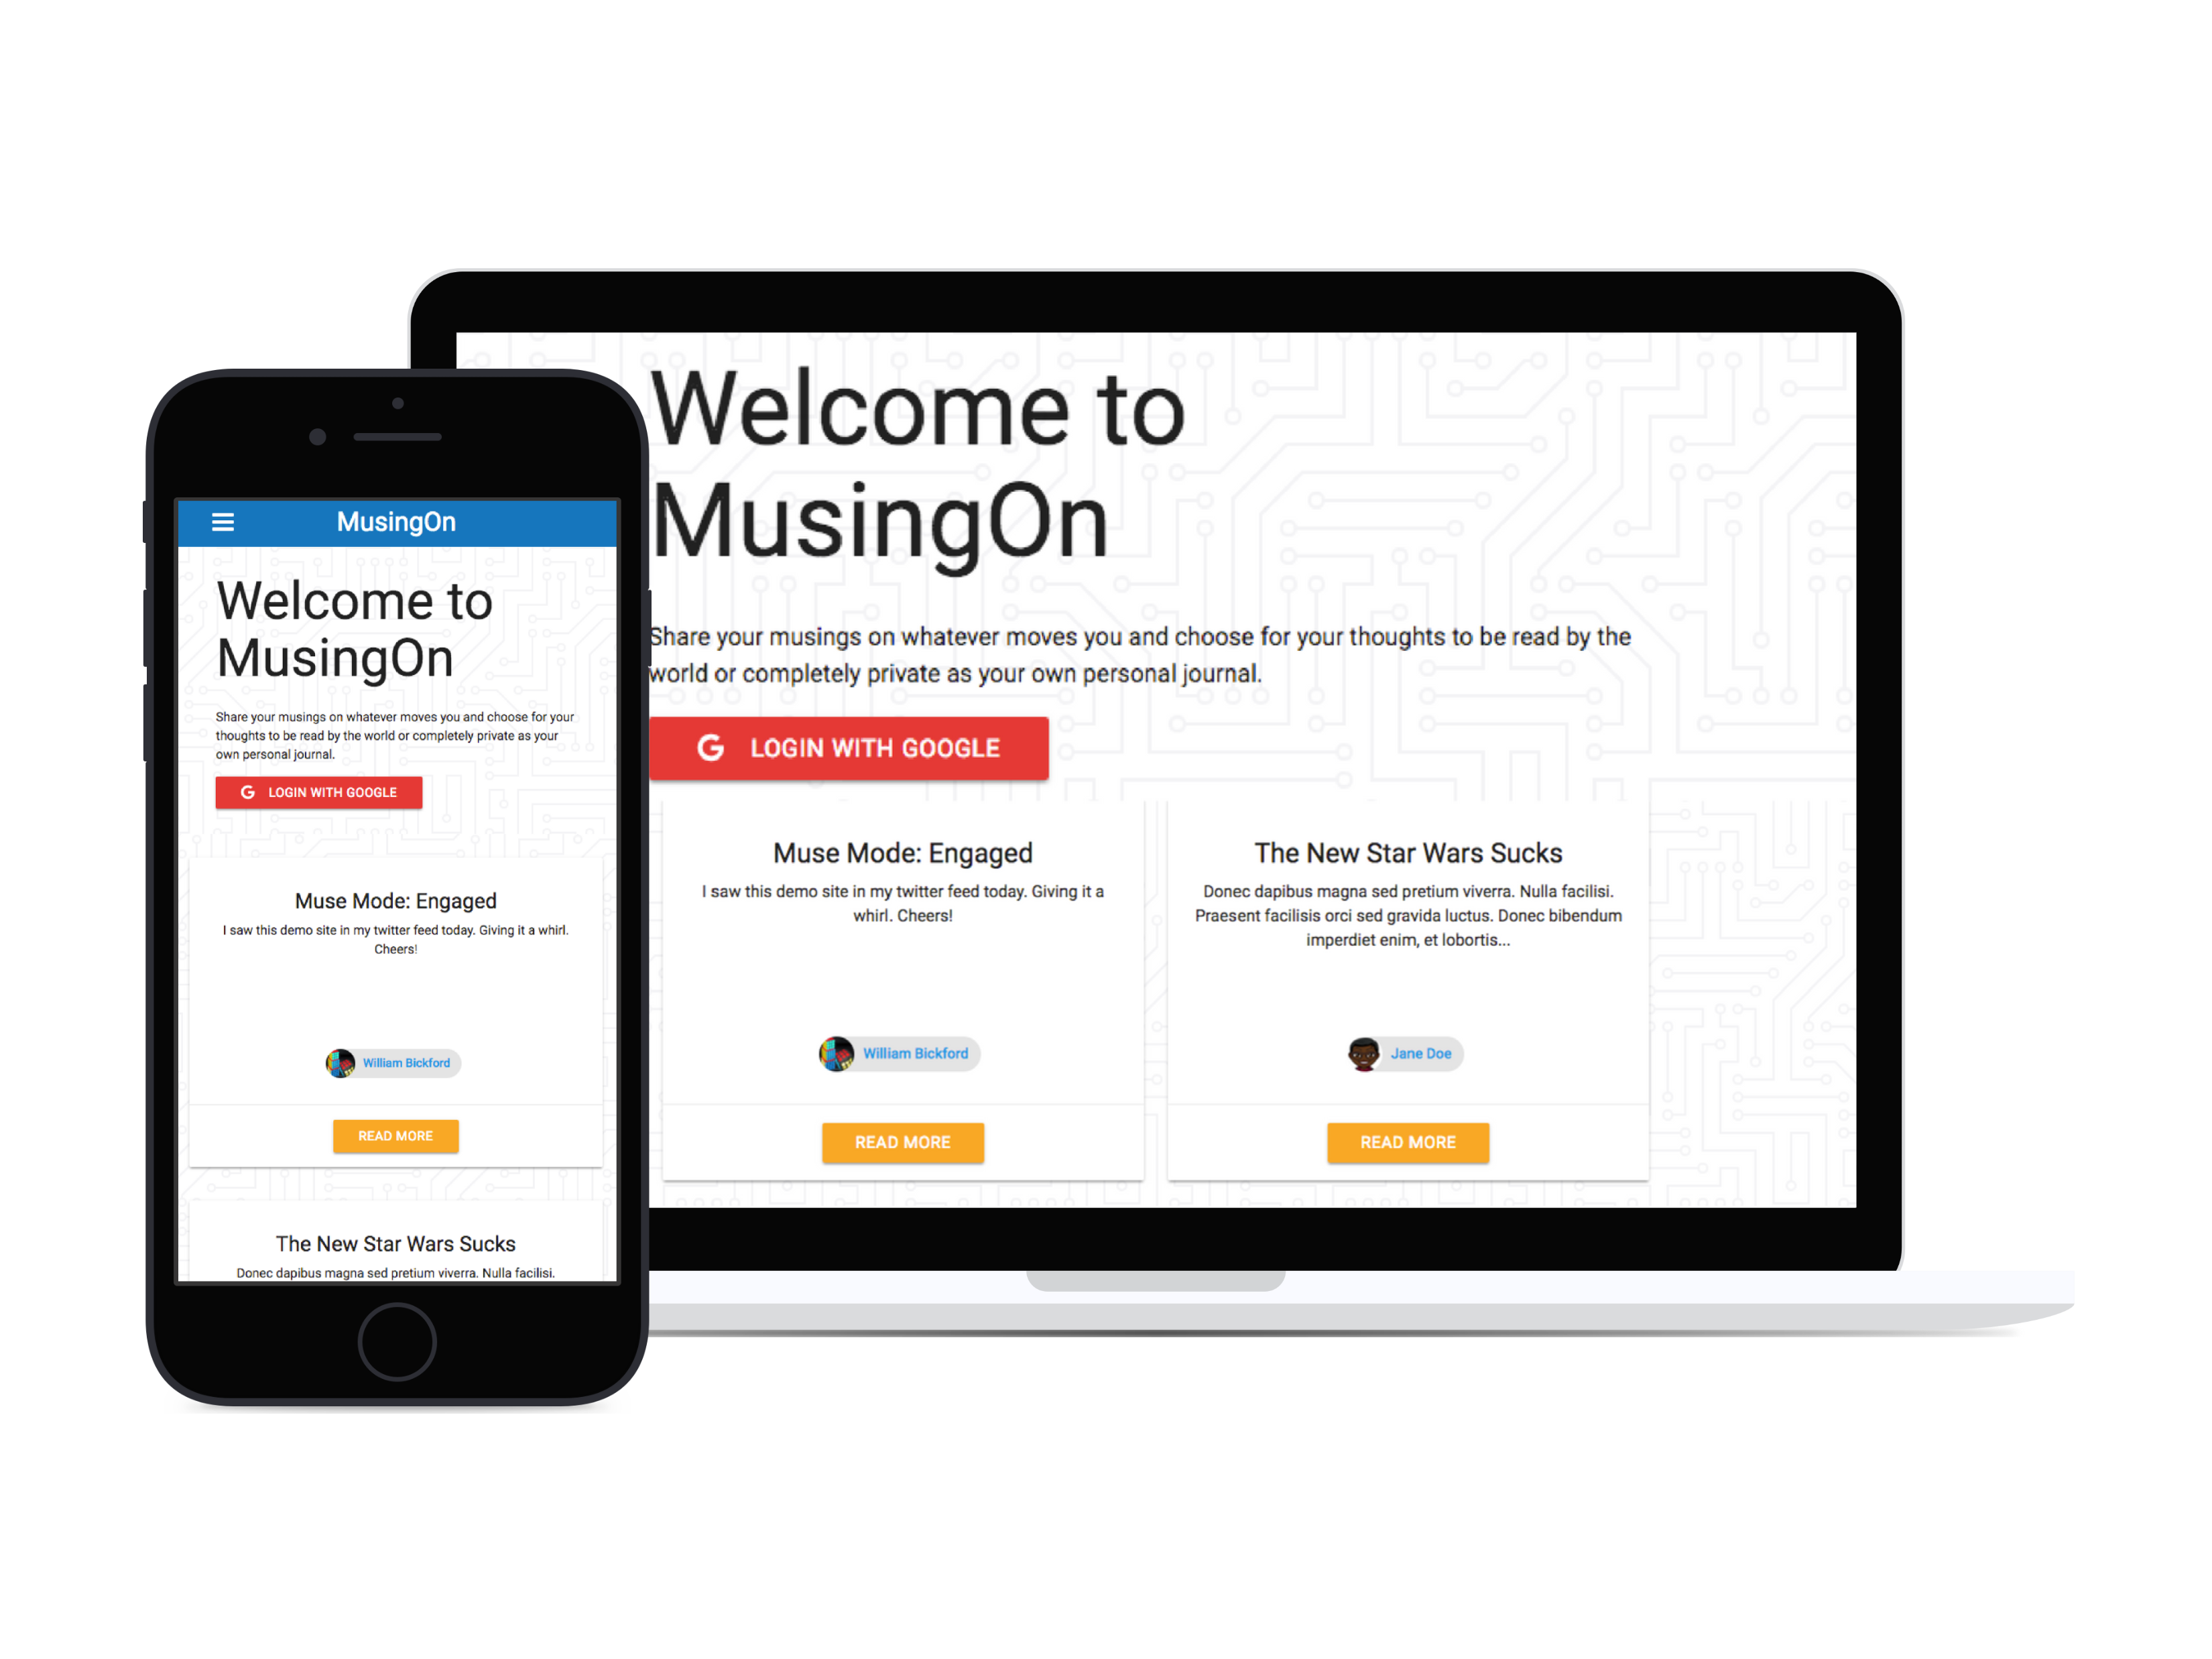 MusingOn
Welcome to
MusingOn
Share your musings on whatever moves you and choose for your
thoughts to be read by the world or completely private as your
own personal journal.
G LOGIN WITH GOOGLE
Muse Mode: Engaged
I saw this demo site in my twitter feed today. Giving it a whirl.
Cheers!
William Bickford
READ MORE
The New Star Wars Sucks
Donec dapibus magna sed pretium viverra. Nulla facilisi.
Welcome to
MusingOn
Share your musings on whatever moves you and choose for your thoughts to be read by the
world or completely private as your own personal journal.
G LOGIN WITH GOOGLE
Muse Mode: Engaged
I saw this demo site in my twitter feed today. Giving it a
whirl. Cheers!
William Bickford
READ MORE
The New Star Wars Sucks
Donec dapibus magna sed pretium viverra. Nulla facilisi.
Praesent facilisis orci sed gravida luctus. Donec bibendum
imperdiet enim, et lobortis...
Jane Doe
READ MORE